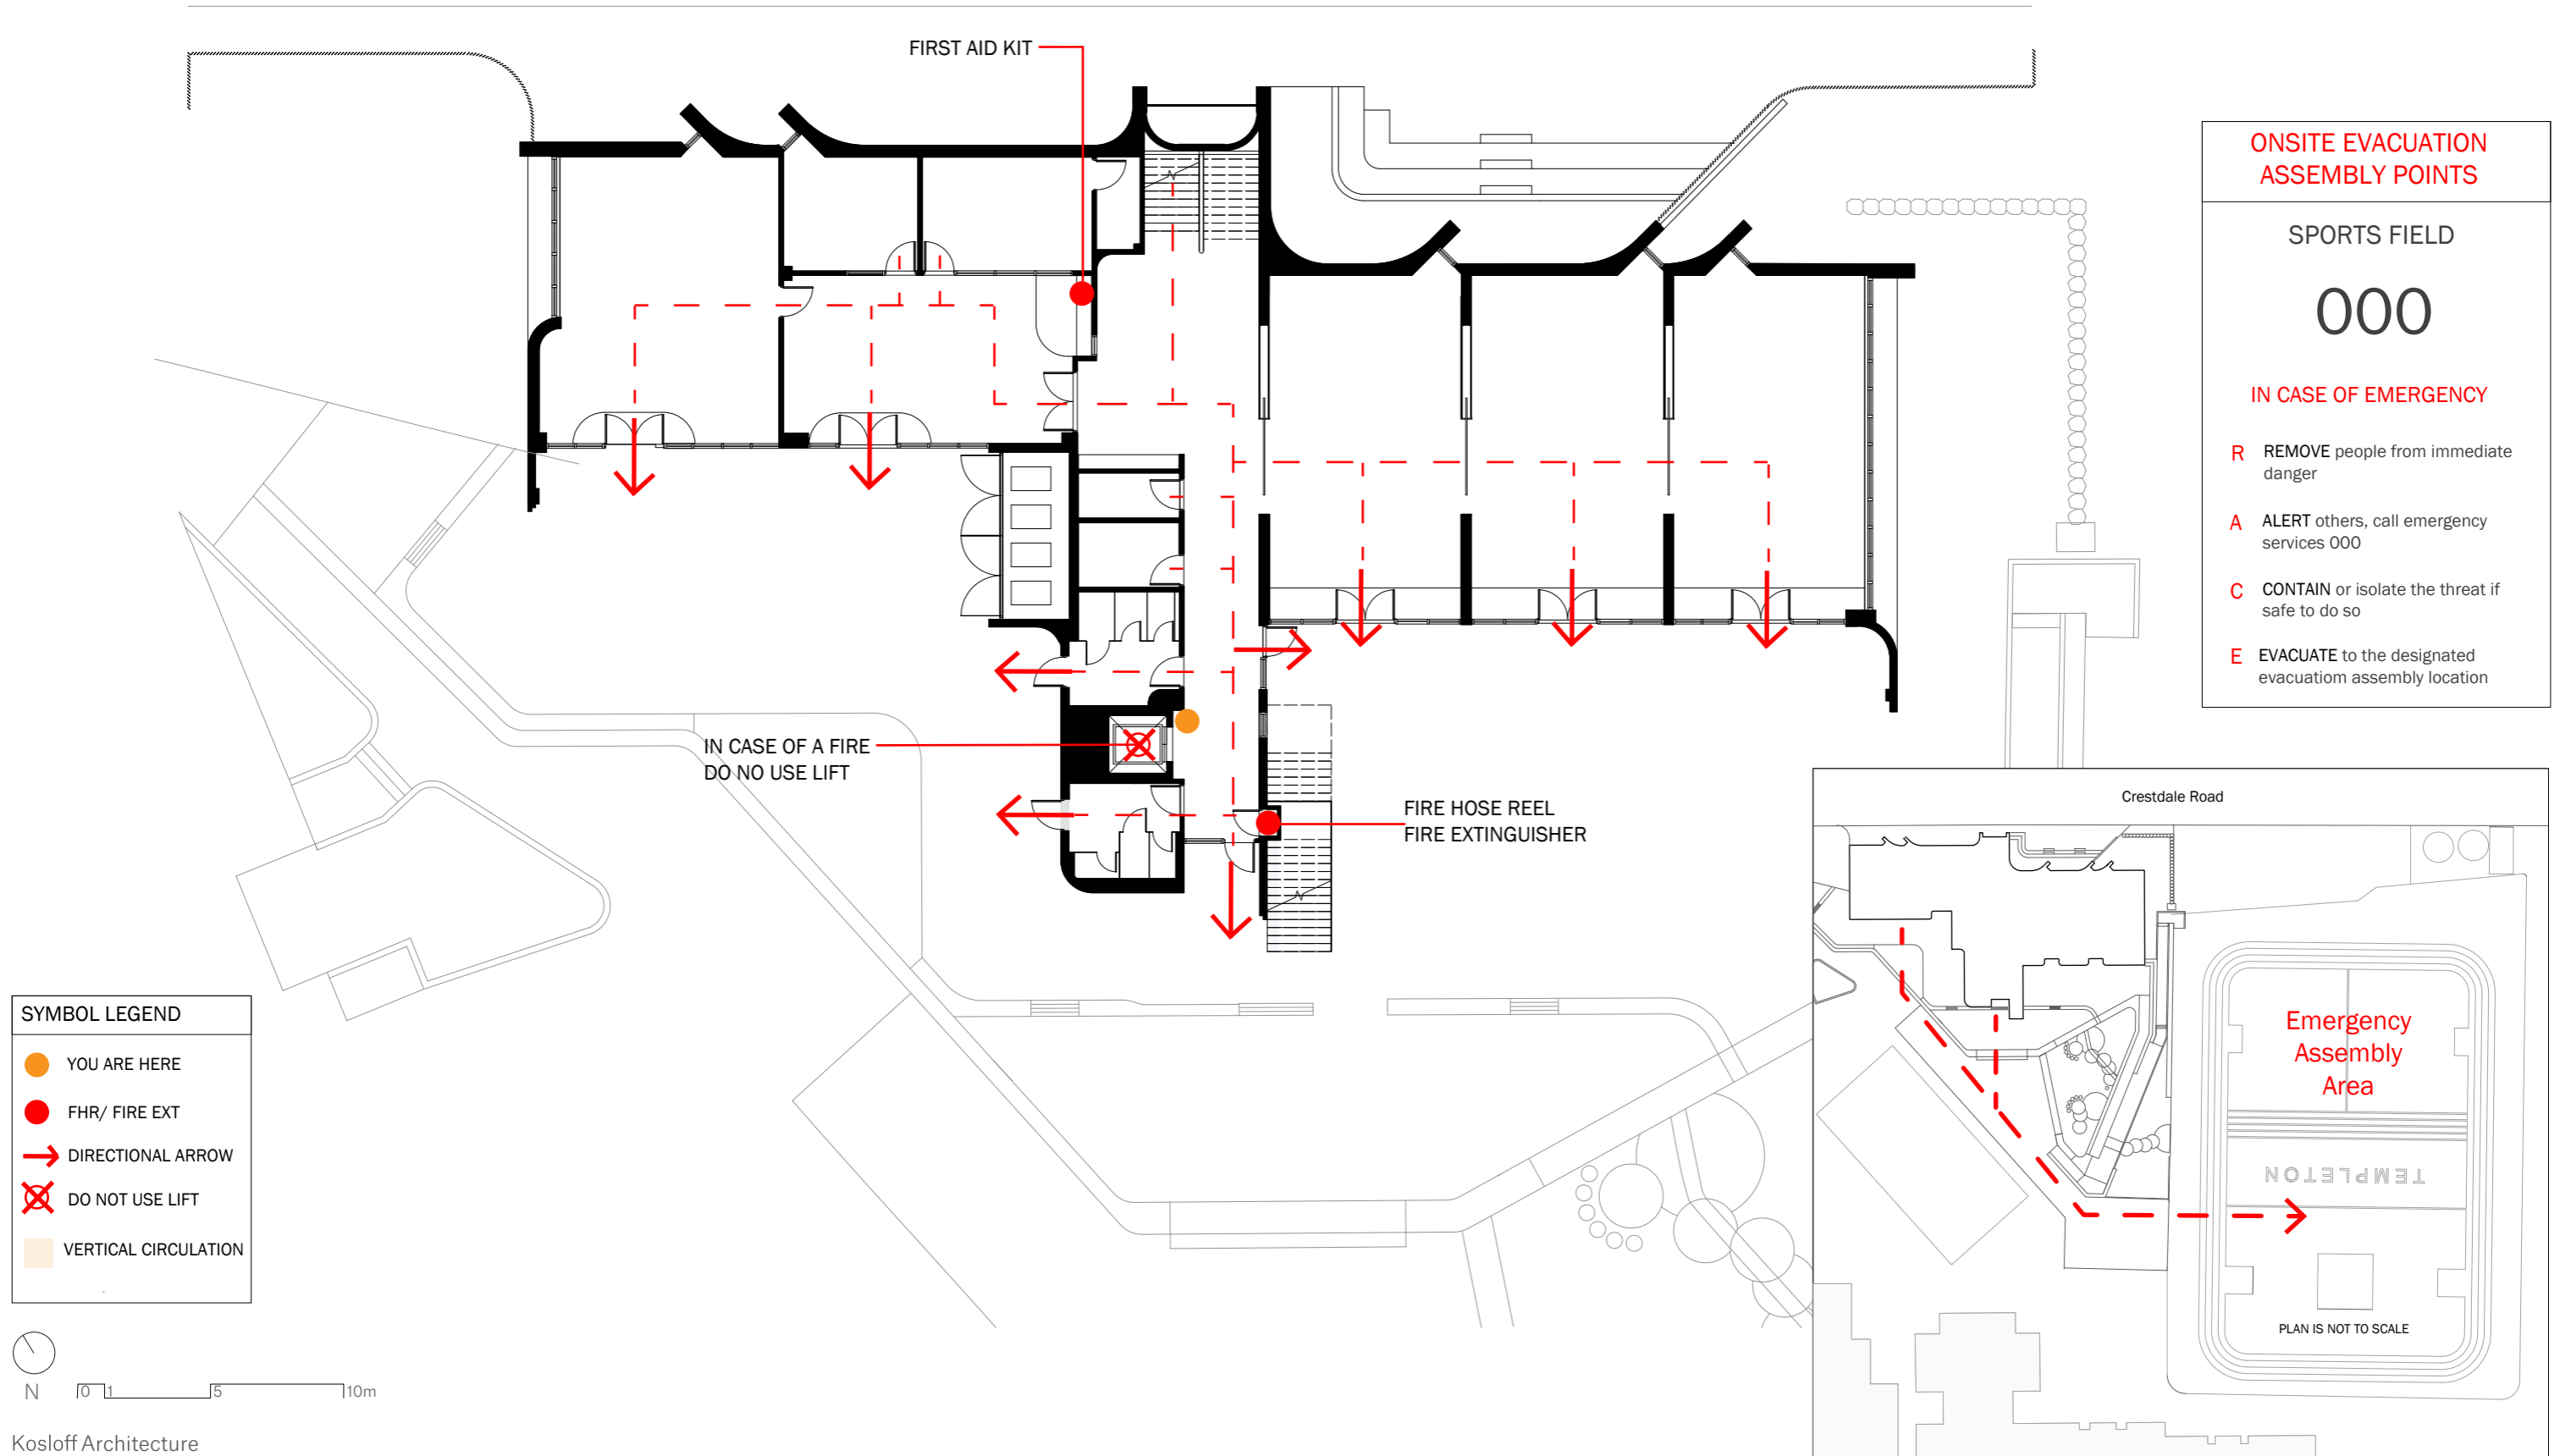 FIRST AID KIT
ONSITE EVACUATION
ASSEMBLY POINTS
SPORTS FIELD
000
IN CASE OF EMERGENCY
R REMOVE people from immediate
danger
A ALERT others, call emergency
services 000
C CONTAIN or isolate the threat if
safe to do so
E EVACUATE to the designated
evacuatiom assembly location
IN CASE OF A FIRE
DO NO USE LIFT
FIRE HOSE REEL
FIRE EXTINGUISHER
Crestdale Road
Emergency
Assembly
Area
TEMPLETON
PLAN IS NOT TO SCALE
SYMBOL LEGEND
YOU ARE HERE
FHR/ FIRE EXT
DIRECTIONAL ARROW
DO NOT USE LIFT
VERTICAL CIRCULATION
N
0 1 5 10m
Kosloff Architecture